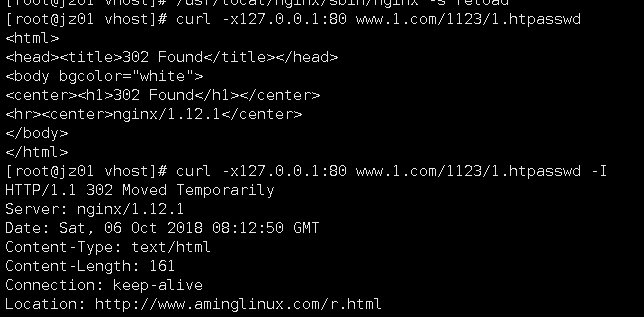 [root@jz01 vhost]# /usr/local/nginx/sbin/nginx -s reload
[root@jz01 vhost]# curl -x127.0.0.1:80 www.1.com/1123/1.htpasswd
<html>
<head><title>302 Found</title></head>
<body bgcolor="white">
<center><h1>302 Found</h1></center>
<hr><center>nginx/1.12.1</center>
</body>
</html>
[root@jz01 vhost]# curl -x127.0.0.1:80 www.1.com/1123/1.htpasswd -I
HTTP/1.1 302 Moved Temporarily
Server: nginx/1.12.1
Date: Sat, 06 Oct 2018 08:12:50 GMT
Content-Type: text/html
Content-Length: 161
Connection: keep-alive
Location: http://www.aminglinux.com/r.html